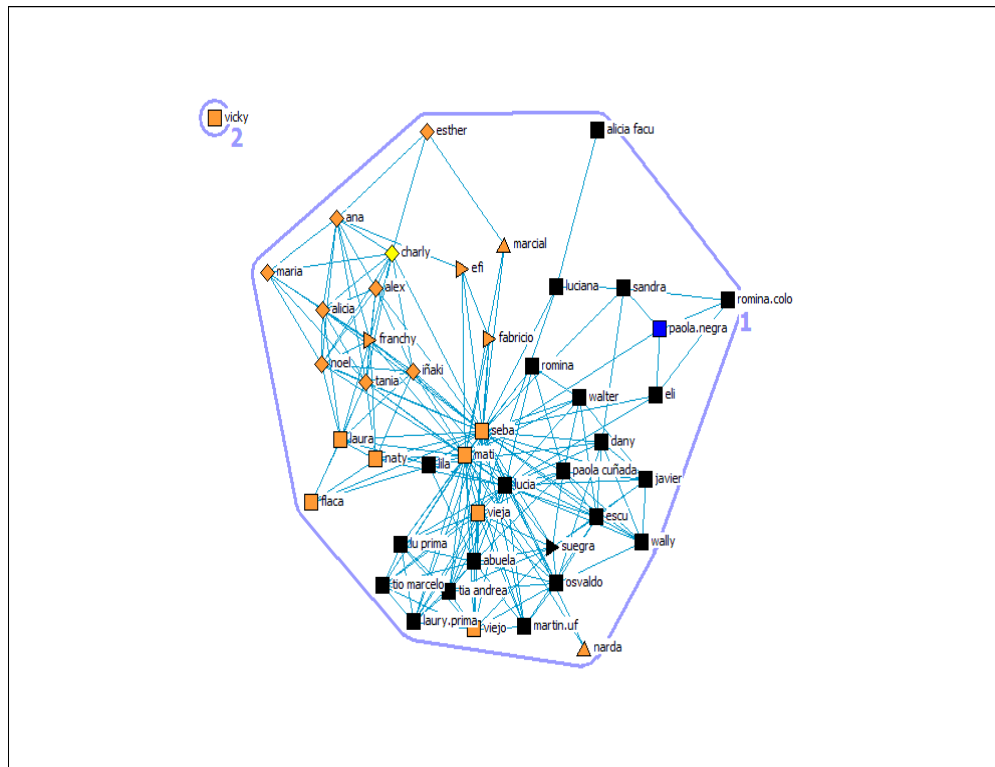 vicky
2
esther
alicia facu
ana
charly
efi
marcial
maria
alex
luciana
sandra
romina.colo
1
alicia
paola.negra
franchy
fabricio
noel
tania
iñaki
romina
walter
eli
seba
laura
dany
naty
lila
mati
paola cuñada
javier
lucia
flaca
vieja
escu
wally
du prima
suegra
abuela
tio marcelo
tia andrea
osvaldo
laury.prima
viejo
martin.uf
narda